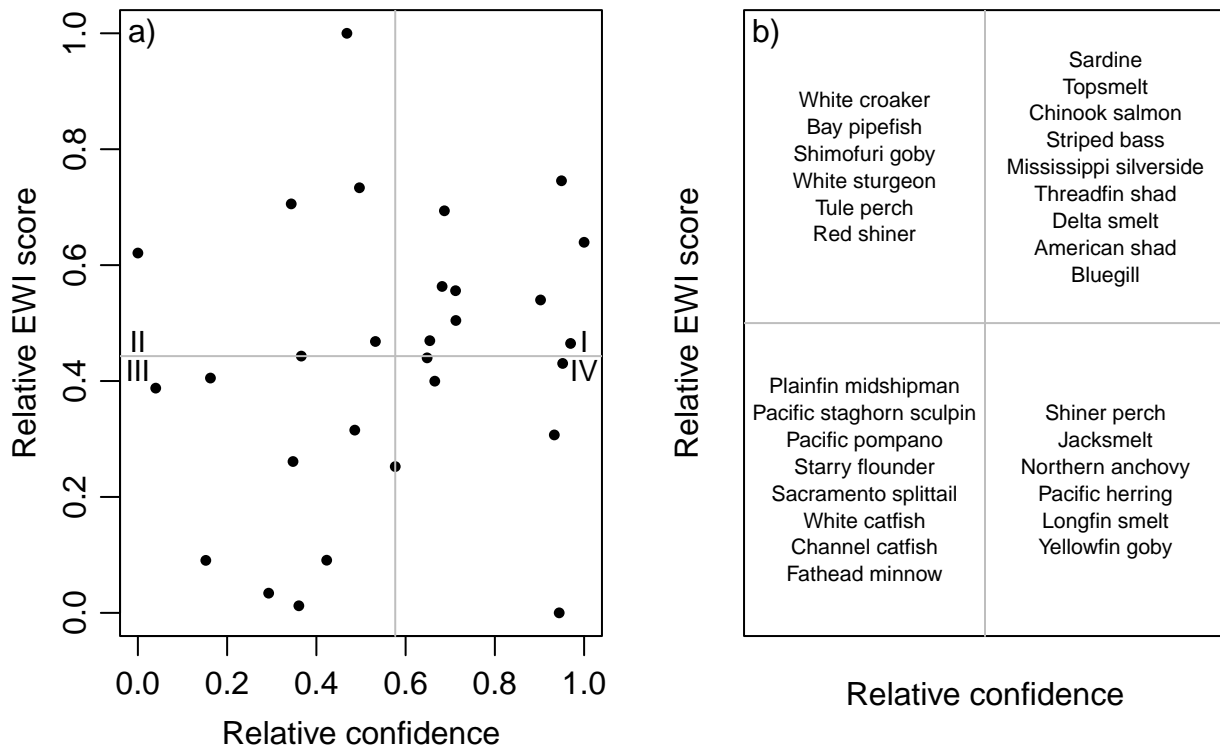 a)
1.0
0.8
0.6
0.4
0.2
0.0
Relative EWI score
II
III
I
IV
0.0 0.2 0.4 0.6 0.8 1.0
Relative confidence
b)
Relative EWI score
White croaker
Bay pipefish
Shimofuri goby
White sturgeon
Tule perch
Red shiner
Sardine
Topsmelt
Chinook salmon
Striped bass
Mississippi silverside
Threadfin shad
Delta smelt
American shad
Bluegill
Plainfin midshipman
Pacific staghorn sculpin
Pacific pompano
Starry flounder
Sacramento splittail
White catfish
Channel catfish
Fathead minnow
Shiner perch
Jacksmelt
Northern anchovy
Pacific herring
Longfin smelt
Yellowfin goby
Relative confidence